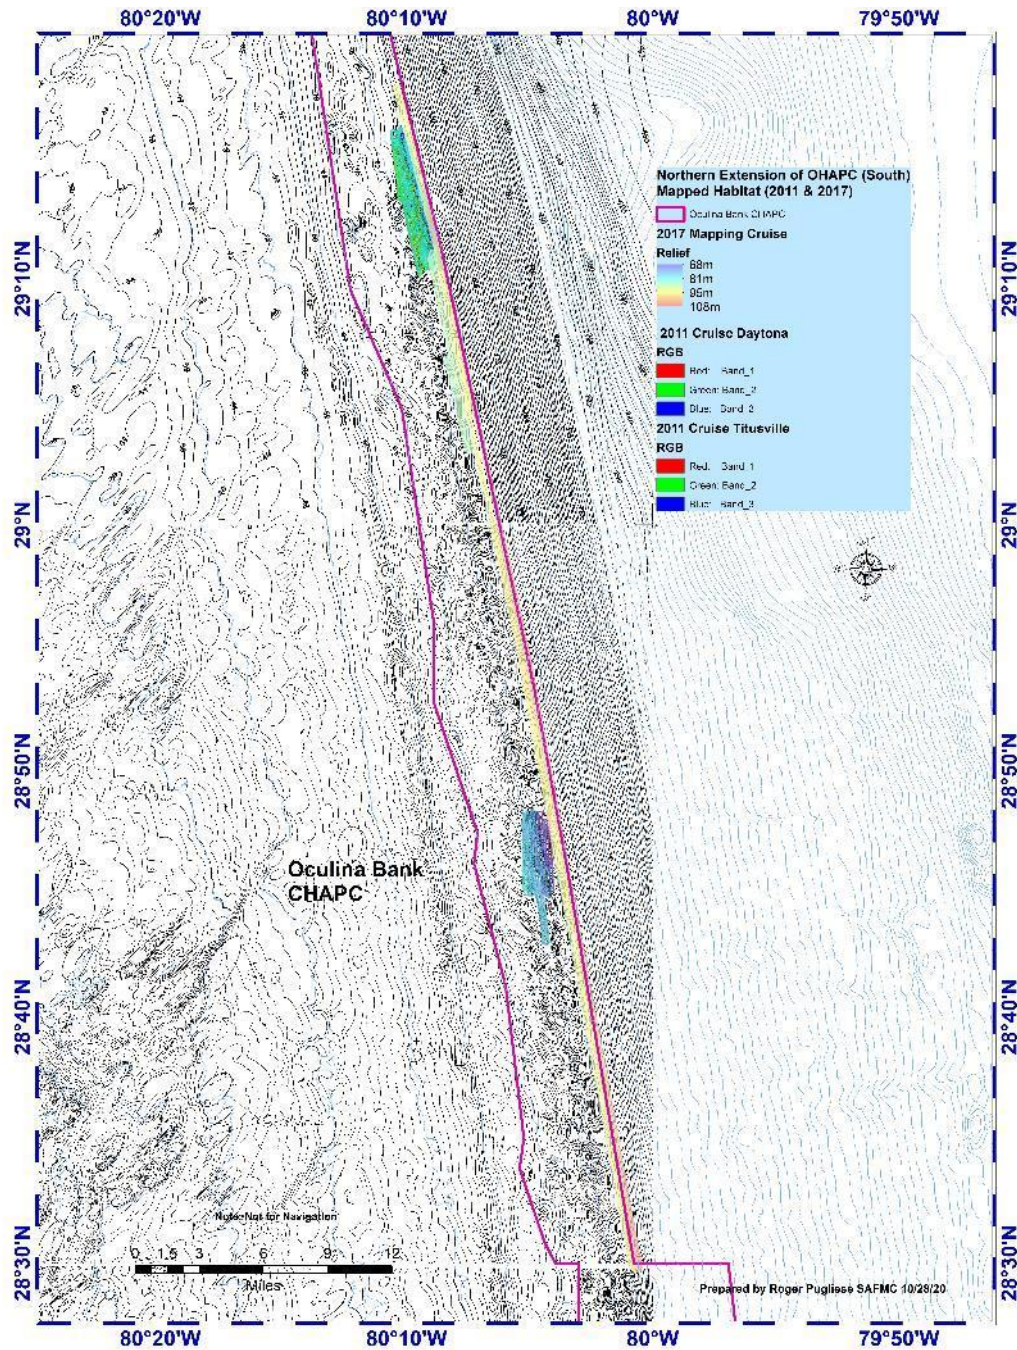 80°20'W 80°10'W 80°W 79°50'W
Northern Extension of OHAPC (South)
Mapped Habitat (2011 & 2017)
Oculina Bank CHAPC
2017 Mapping Cruise
Relief
68m
81m
95m
108m
2011 Cruise Daytona
RGB
Red: Band_1
Green: Band_2
Blue: Band_3
2011 Cruise Titusville
RGB
Red: Band_1
Green: Band_2
Blue: Band_3
29°10'N 29°10'N
29°N 29°N
28°50'N 28°50'N
Oculina Bank
CHAPC
28°40'N 28°40'N
Note: Not for Navigation
28°30'N 28°30'N
0 1.5 3 6 9 12
Miles
Prepared by Roger Pugliese SAFMC 10/28/20
80°20'W 80°10'W 80°W 79°50'W